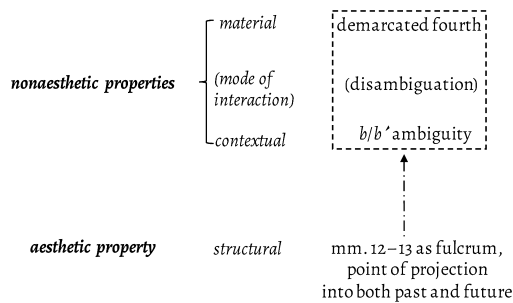 material
demarcated fourth
nonaesthetic properties
(mode of
interaction)
(disambiguation)
contextual
b/b´ ambiguity
aesthetic property
structural
mm. 12–13 as fulcrum,
point of projection
into both past and future